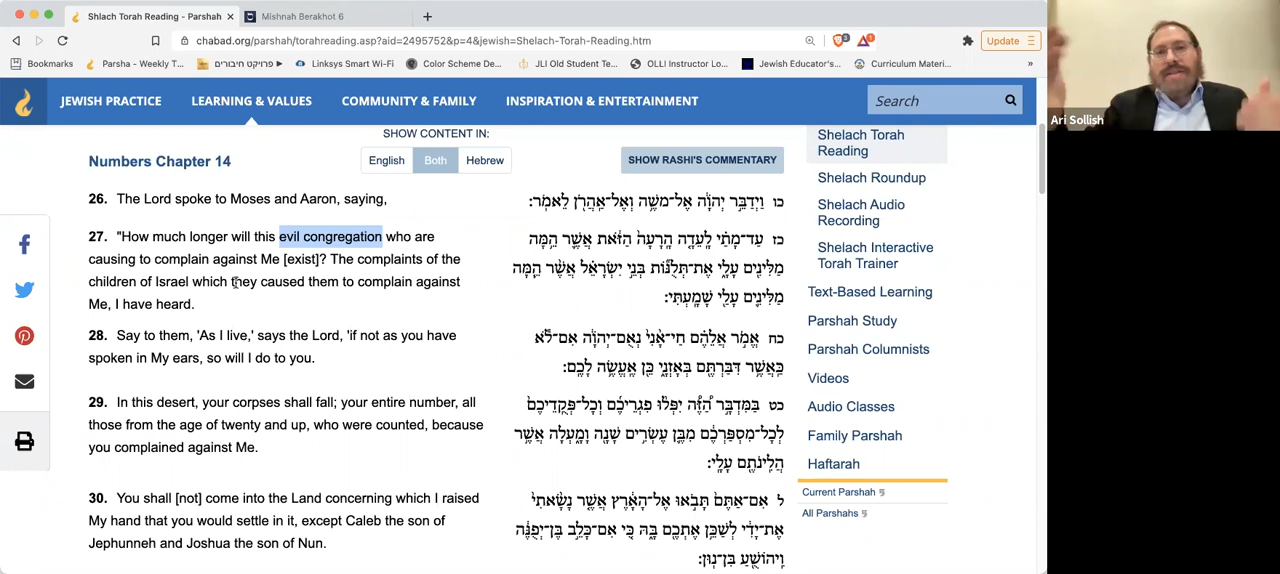 Shlach Torah Reading - Parshah
Mishnah Berakhot 6
chabad.org/parshah/torahreading.asp?aid=2495752&p=4&jewish=Shelach-Torah-Reading.htm
Update
Bookmarks
Parsha - Weekly T...
פרויקט חיבורים
Linksys Smart Wi-Fi
Color Scheme De...
JLI Old Student Te...
OLLI Instructor Lo...
Jewish Educator's...
Curriculum Materi...
JEWISH PRACTICE
LEARNING & VALUES
COMMUNITY & FAMILY
INSPIRATION & ENTERTAINMENT
Search
Ari Sollish
SHOW CONTENT IN:
Numbers Chapter 14
English
Both
Hebrew
SHOW RASHI'S COMMENTARY
26. The Lord spoke to Moses and Aaron, saying,
כו וַיְדַבֵּ֣ר יְהֹוָ֔ה אֶל־משֶׁ֥ה וְאֶל־אַֽהֲרֹ֖ן לֵאמֹֽר:
27. "How much longer will this evil congregation who are
causing to complain against Me [exist]? The complaints of the
children of Israel which they caused them to complain against
Me, I have heard.
כז עַד־מָתַ֗י לָֽעֵדָ֤ה הָֽרָעָה֙ הַזֹּ֔את אֲשֶׁ֛ר הֵ֥מָּה
מַלִּינִ֖ים עָלָ֑י אֶת־תְּלֻנּ֞וֹת בְּנֵ֣י יִשְׂרָאֵ֗ל אֲשֶׁ֨ר הֵ֧מָּה
מַלִּינִ֛ים עָלַ֖י שָׁמָֽעְתִּי:
28. Say to them, 'As I live,' says the Lord, 'if not as you have
spoken in My ears, so will I do to you.
כח אֱמֹ֣ר אֲלֵהֶ֗ם חַי־אָ֨נִי֙ נְאֻם־יְהֹוָ֔ה אִם־לֹ֕א
כַּֽאֲשֶׁ֥ר דִּבַּרְתֶּ֖ם בְּאָזְנָ֑י כֵּ֖ן אֶֽעֱשֶׂ֥ה לָכֶֽם:
29. In this desert, your corpses shall fall; your entire number, all
those from the age of twenty and up, who were counted, because
you complained against Me.
כט בַּמִּדְבָּ֣ר הַ֠זֶּ֠ה יִפְּל֨וּ פִגְרֵיכֶ֜ם וְכָל־פְּקֻֽדֵיכֶם֙
לְכָל־מִסְפַּרְכֶ֔ם מִבֶּ֛ן עֶשְׂרִ֥ים שָׁנָ֖ה וָמָ֑עְלָה אֲשֶׁ֥ר
הֲלִֽינֹתֶ֖ם עָלָֽי:
30. You shall [not] come into the Land concerning which I raised
My hand that you would settle in it, except Caleb the son of
Jephunneh and Joshua the son of Nun.
ל אִם־אַתֶּם֙ תָּבֹ֣אוּ אֶל־הָאָ֔רֶץ אֲשֶׁ֤ר נָשָׂ֨אתִי֙
אֶת־יָדִ֔י לְשַׁכֵּ֥ן אֶתְכֶ֖ם בָּ֑הּ כִּ֚י אִם־כָּלֵ֣ב בֶּן־יְפֻנֶּ֔ה
וִֽיהוֹשֻׁ֖עַ בִּן־נֽוּן:
Shelach Torah
Reading
Shelach Roundup
Shelach Audio
Recording
Shelach Interactive
Torah Trainer
Text-Based Learning
Parshah Study
Parshah Columnists
Videos
Audio Classes
Family Parshah
Haftarah
Current Parshah
All Parshahs